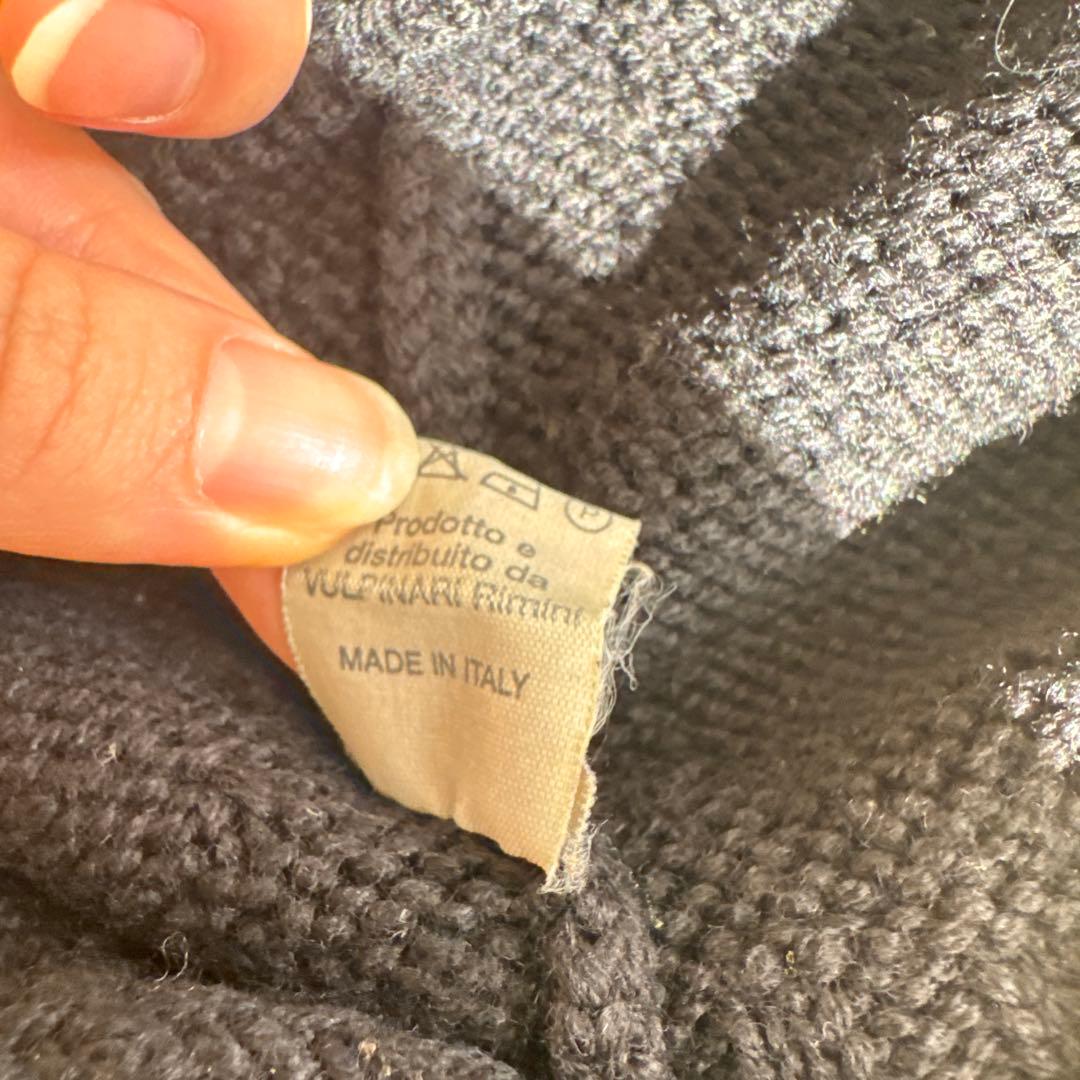 P
Prodotto e
distribuito da
VULPINARI Rimini
MADE IN ITALY